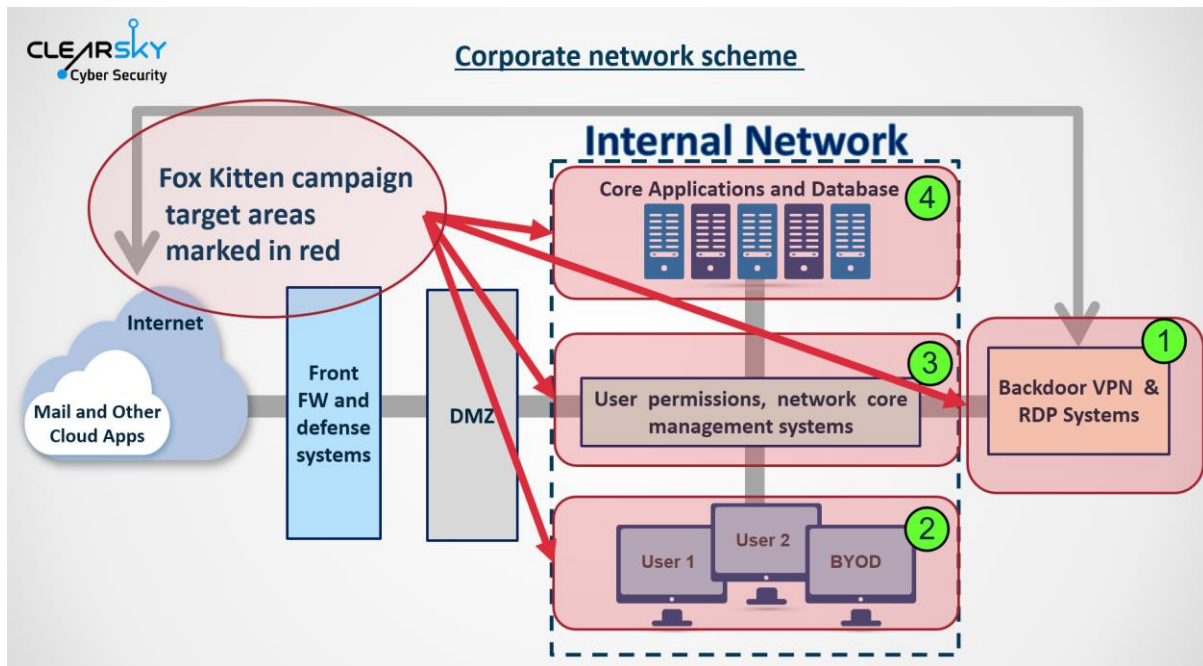 CLEARSKY
Cyber Security
Corporate network scheme
Internal Network
Fox Kitten campaign
target areas
marked in red
Core Applications and Database
4
Internet
Mail and Other
Cloud Apps
Front
FW and
defense
systems
DMZ
3
User permissions, network core
management systems
1
Backdoor VPN &
RDP Systems
2
User 1
User 2
BYOD